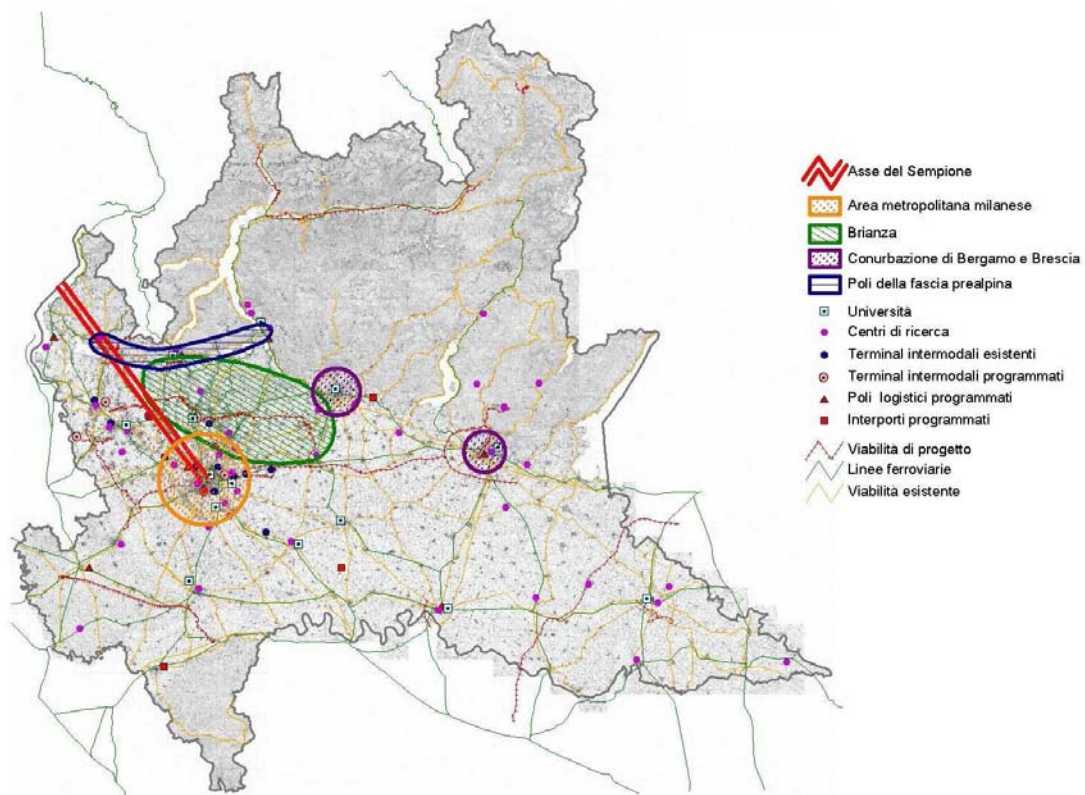 Asse del Sempione
Area metropolitana milanese
Brianza
Conurbazione di Bergamo e Brescia
Poli della fascia prealpina
Università
Centri di ricerca
Terminal intermodali esistenti
Terminal intermodali programmati
Poli logistici programmati
Interporti programmati
Viabilità di progetto
Linee ferroviarie
Viabilità esistente